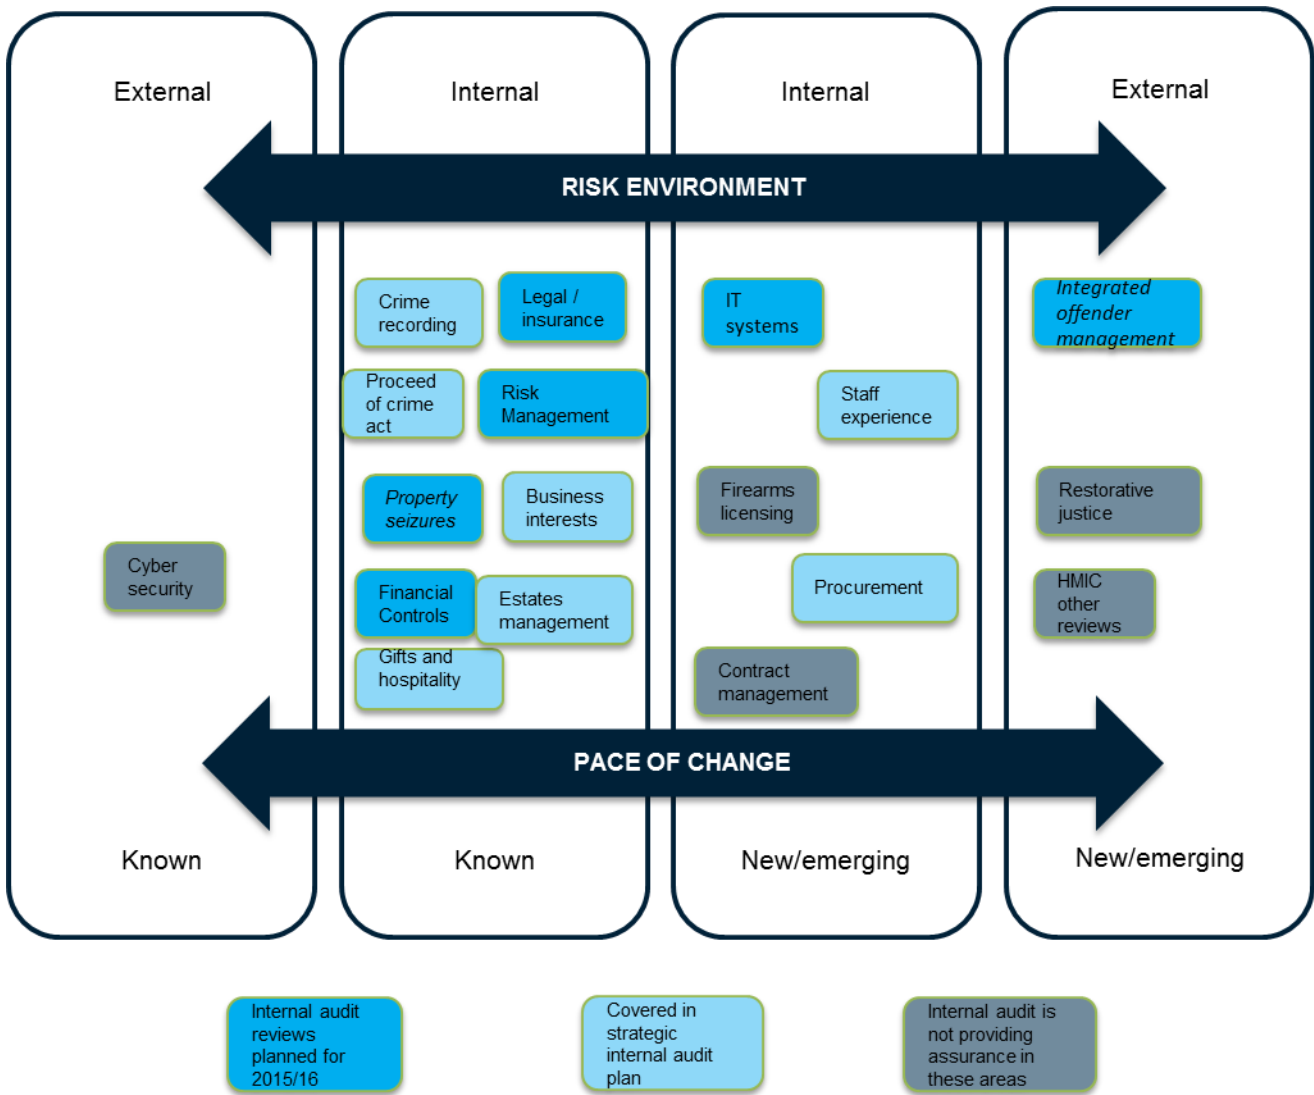 External
Internal
Internal
External
RISK ENVIRONMENT
Crime
recording
Legal /
insurance
IT
systems
Integrated
offender
management
Proceed
of crime
act
Risk
Management
Staff
experience
Property
seizures
Business
interests
Firearms
licensing
Restorative
justice
Cyber
security
Financial
Controls
Estates
management
Procurement
HMIC
other
reviews
Gifts and
hospitality
Contract
management
PACE OF CHANGE
Known
Known
New/emerging
New/emerging
Internal audit
reviews
planned for
2015/16
Covered in
strategic
internal audit
plan
Internal audit is
not providing
assurance in
these areas